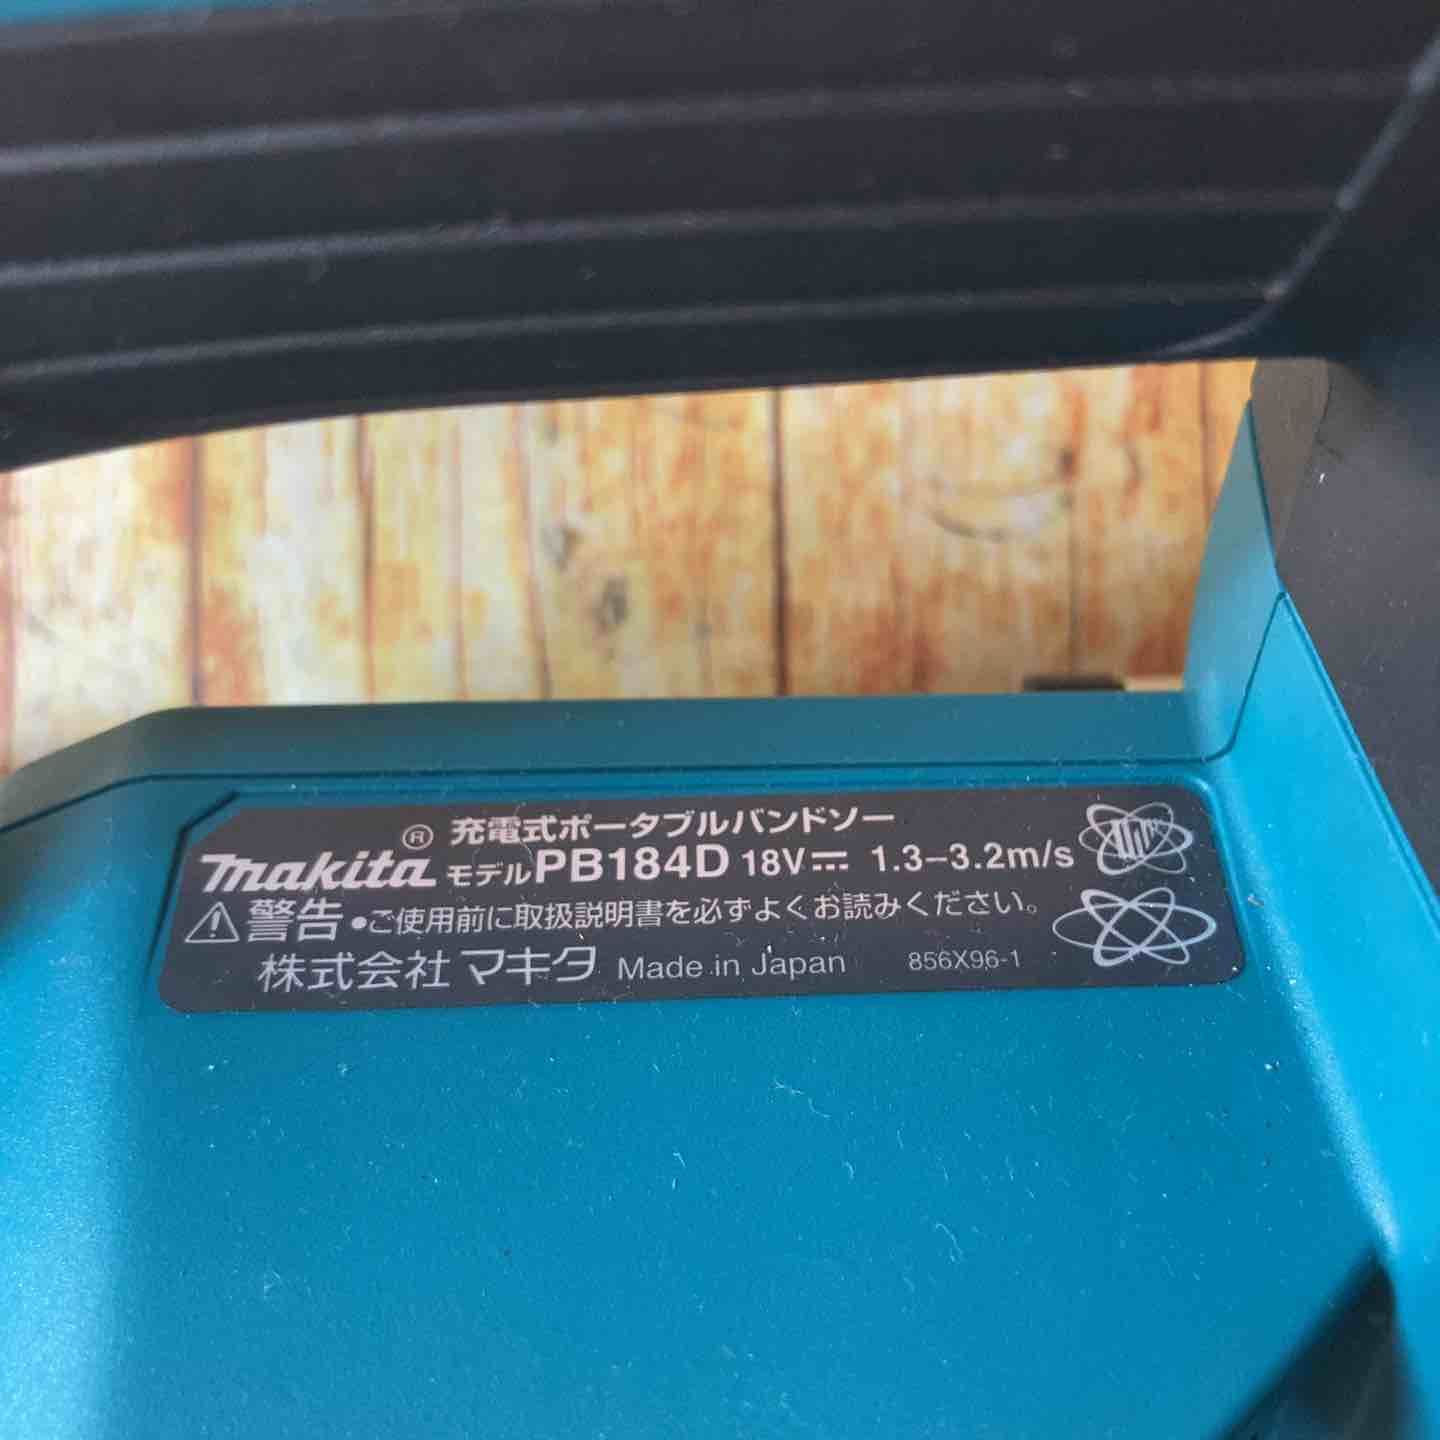 充電式ポータブルバンドソー
makita® モデルPB184D 18V⎓ 1.3–3.2m/s
⚠警告 •ご使用前に取扱説明書を必ずよくお読みください。
株式会社マキタ Made in Japan 856X96-1